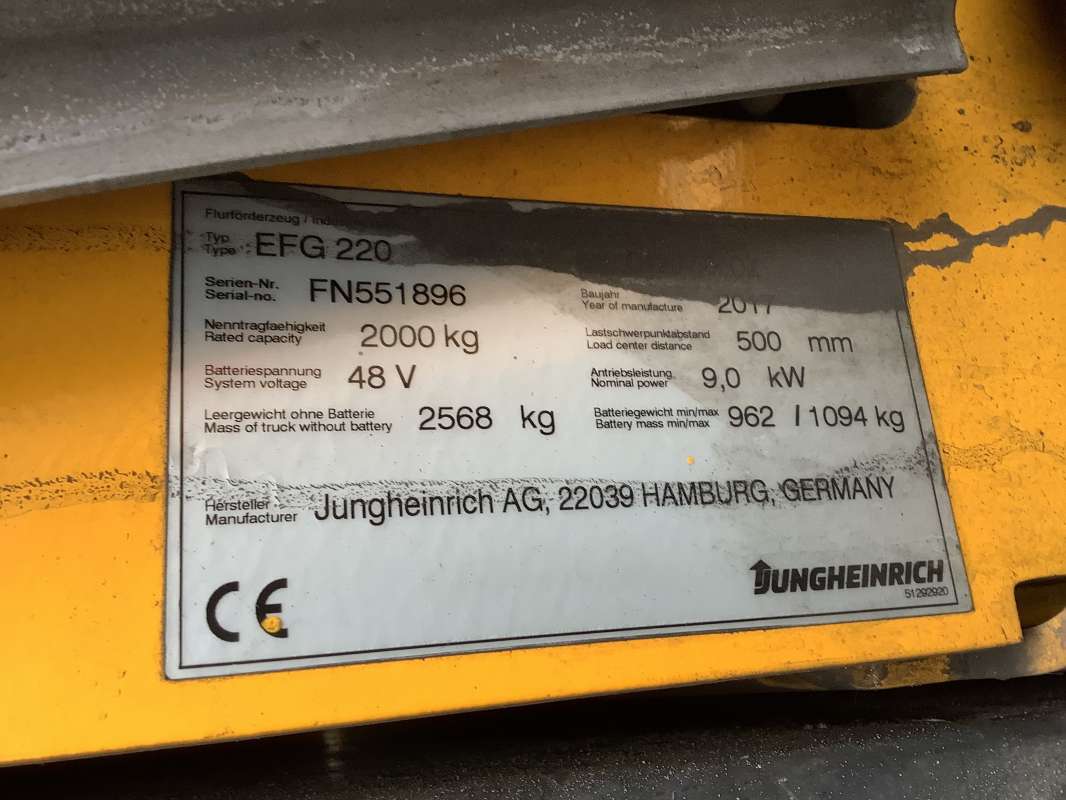 Flurförderzeug /
Typ
Type : EFG 220
Serien-Nr.
Serial-no. FN551896
Baujahr
Year of manufacture 2017
Nenntragfaehigkeit
Rated capacity 2000 kg
Lastschwerpunktabstand
Load center distance 500 mm
Batteriespannung
System voltage 48 V
Antriebsleistung
Nominal power 9,0 kW
Leergewicht ohne Batterie
Mass of truck without battery 2568 kg
Batteriegewicht min/max
Battery mass min/max 962 / 1094 kg
Hersteller
Manufacturer Jungheinrich AG, 22039 HAMBURG, GERMANY
CE
JUNGHEINRICH
51292920